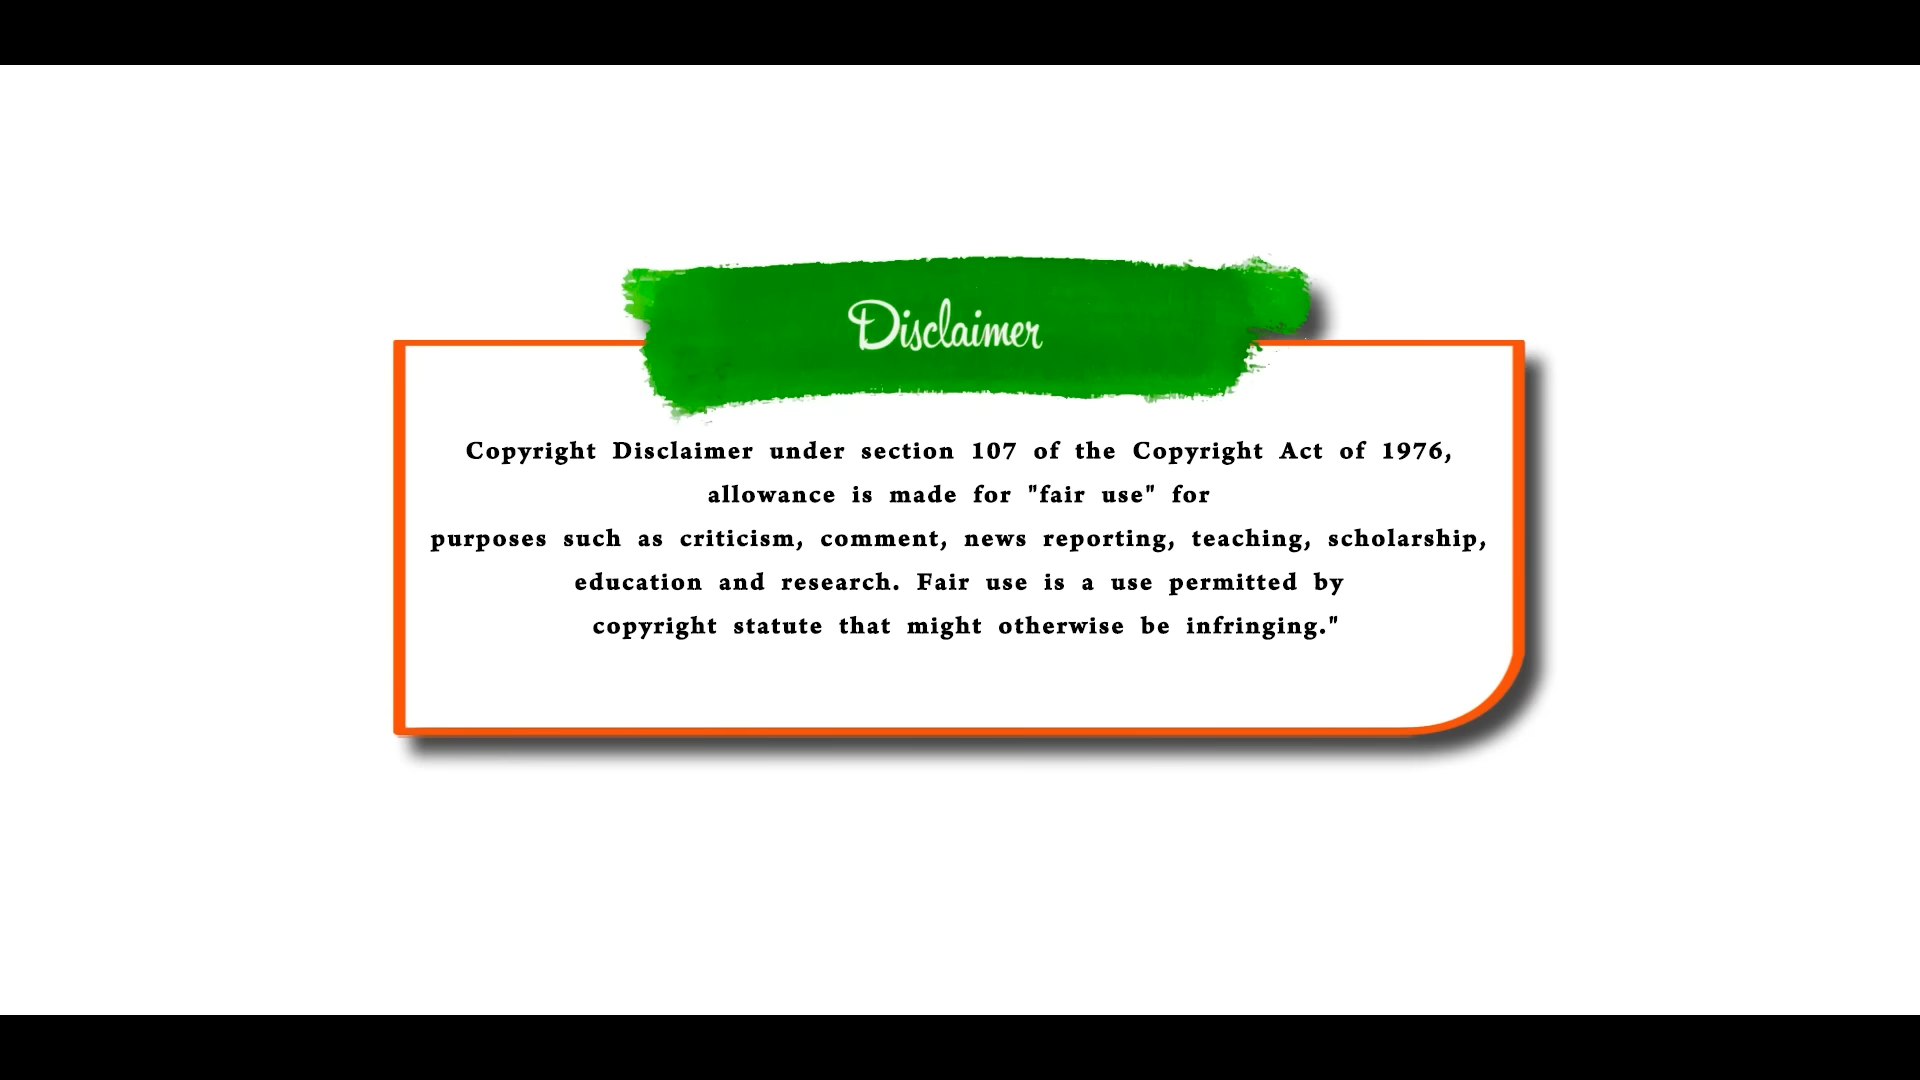 Disclaimer
Copyright Disclaimer under section 107 of the Copyright Act of 1976,
allowance is made for "fair use" for
purposes such as criticism, comment, news reporting, teaching, scholarship,
education and research. Fair use is a use permitted by
copyright statute that might otherwise be infringing."